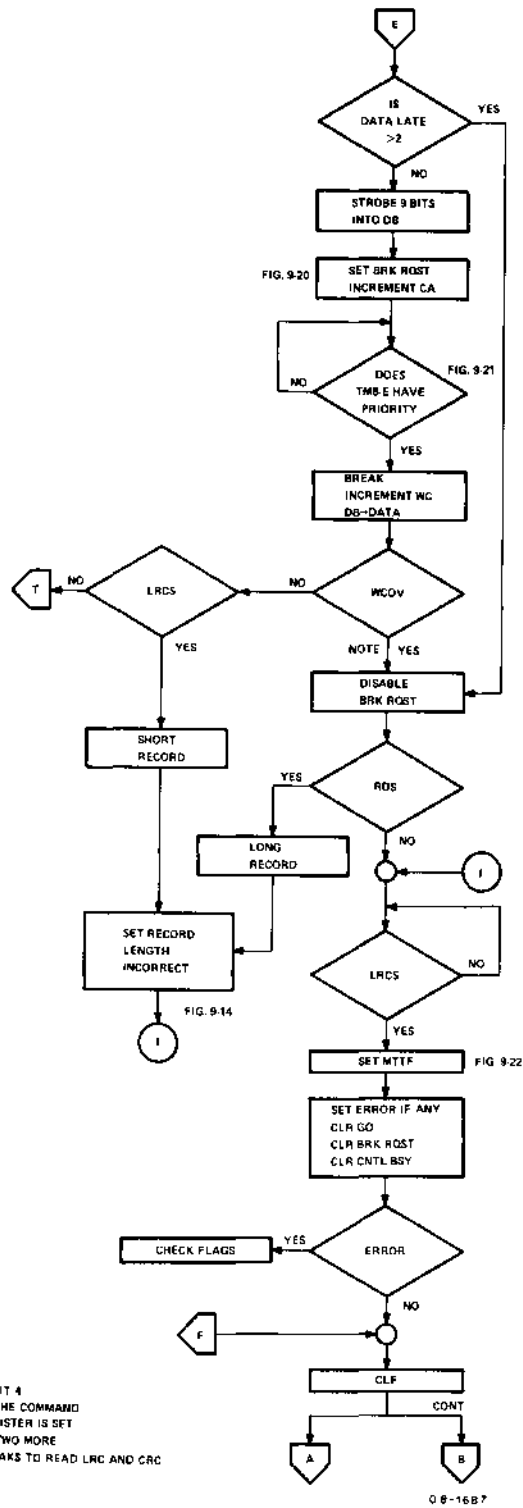 E
IS
DATA LATE
>2
YES
NO
STROBE 9 BITS
INTO DB
FIG. 9-20
SET BRK RQST
INCREMENT CA
DOES
TMB-E HAVE
PRIORITY
FIG. 9-21
NO
YES
BREAK
INCREMENT WC
DB→DATA
T
NO
LRCS
NO
WCOV
YES
NOTE
YES
DISABLE
BRK RQST
SHORT
RECORD
YES
RDS
NO
LONG
RECORD
I
SET RECORD
LENGTH
INCORRECT
LRCS
NO
FIG. 9-14
I
YES
SET MTTF
FIG 9-22
SET ERROR IF ANY
CLR GO
CLR BRK RQST
CLR CNTL BSY
CHECK FLAGS
YES
ERROR
NO
F
CLF
CONT
A
B
IT 4
HE COMMAND
ISTER IS SET
TWO MORE
AKS TO READ LRC AND CRC
08-1687